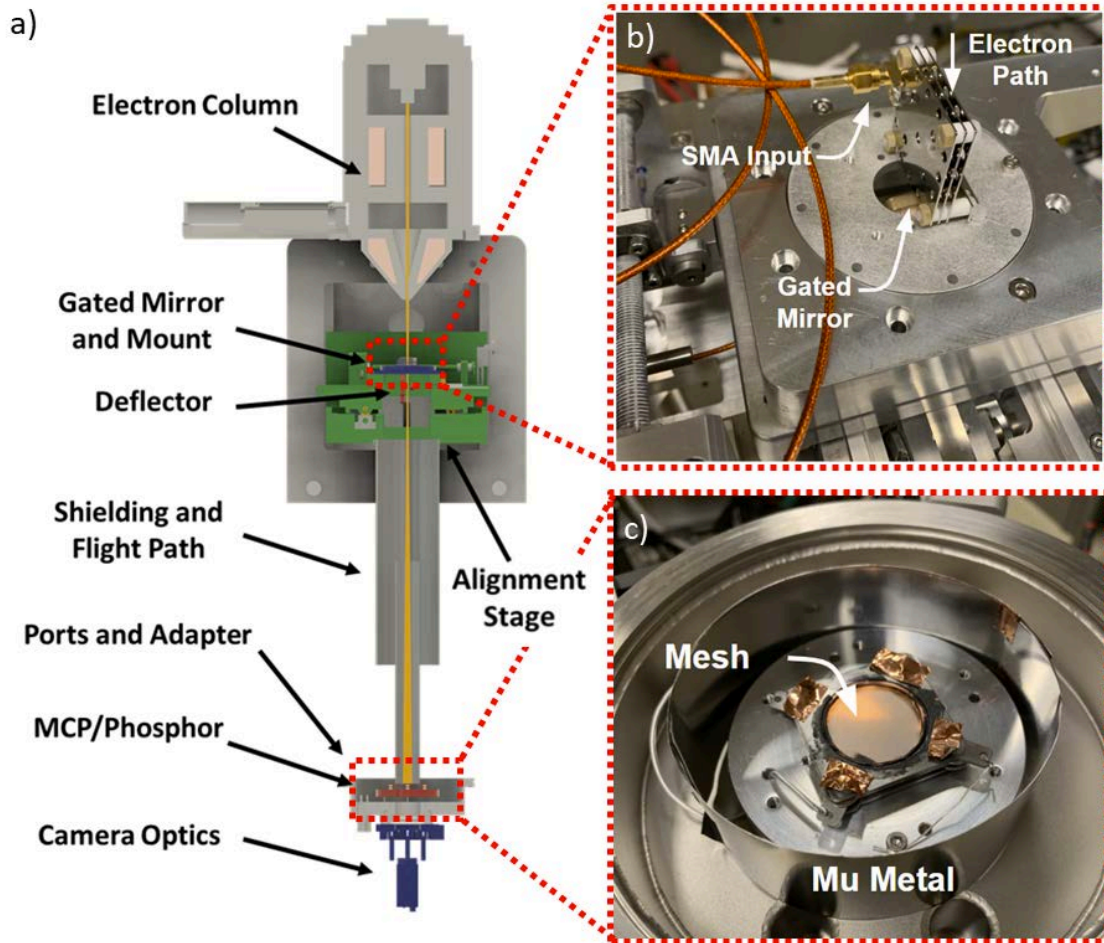 a)
Electron Column
Gated Mirror
and Mount
Deflector
Shielding and
Flight Path
Alignment
Stage
Ports and Adapter
MCP/Phosphor
Camera Optics
b)
Electron
Path
SMA Input
Gated
Mirror
c)
Mesh
Mu Metal